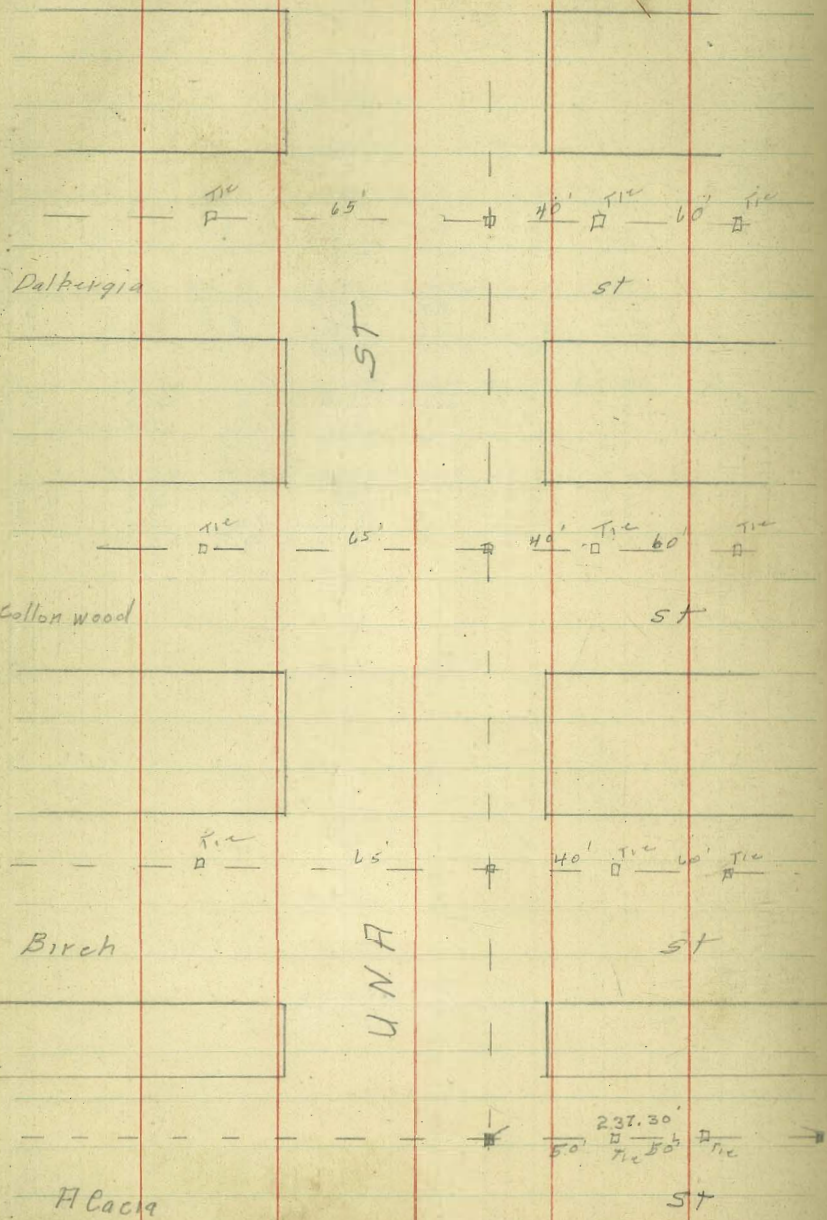 Tie 65' 40' Tie 60' Tie
Dalbergia st
ST
Tie 65' 40' Tie 60' Tie
Cotton wood st
Tie 65' 40' Tie 60' Tie
Birch st
UNA
237.30'
50' Tie 50' Tie
Acacia st